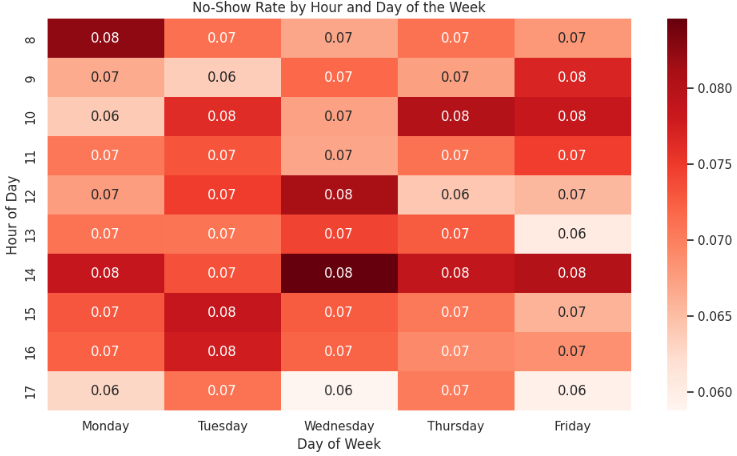 No-Show Rate by Hour and Day of the Week
8 0.08 0.07 0.07 0.07 0.07
9 0.07 0.06 0.07 0.07 0.08
10 0.06 0.08 0.07 0.08 0.08
11 0.07 0.07 0.07 0.07 0.07
12 0.07 0.07 0.08 0.06 0.07
13 0.07 0.07 0.07 0.07 0.06
14 0.08 0.07 0.08 0.08 0.08
15 0.07 0.08 0.07 0.07 0.07
16 0.07 0.08 0.07 0.07 0.07
17 0.06 0.07 0.06 0.07 0.06
Hour of Day
Monday Tuesday Wednesday Thursday Friday
Day of Week
0.080
0.075
0.070
0.065
0.060